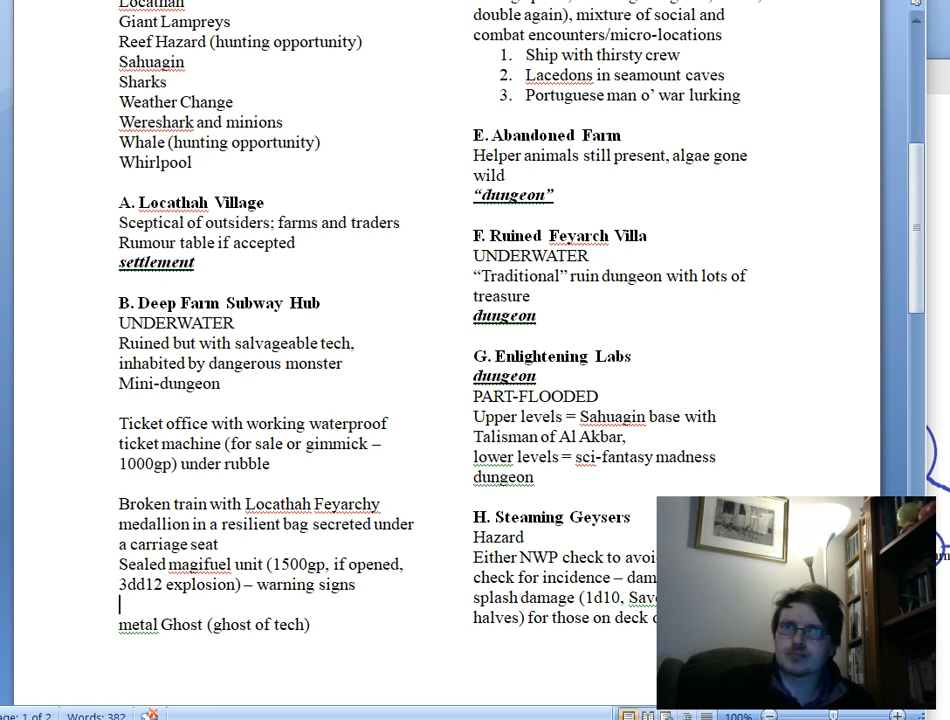 Locathah
Giant Lampreys
Reef Hazard (hunting opportunity)
Sahuagin
Sharks
Weather Change
Wereshark and minions
Whale (hunting opportunity)
Whirlpool
A. Locathah Village
Sceptical of outsiders; farms and traders
Rumour table if accepted
settlement
B. Deep Farm Subway Hub
UNDERWATER
Ruined but with salvageable tech,
inhabited by dangerous monster
Mini-dungeon
Ticket office with working waterproof
ticket machine (for sale or gimmick –
1000gp) under rubble
Broken train with Locathah Feyarchy
medallion in a resilient bag secreted under
a carriage seat
Sealed magifuel unit (1500gp, if opened,
3dd12 explosion) – warning signs
metal Ghost (ghost of tech)
double again), mixture of social and
combat encounters/micro-locations
1. Ship with thirsty crew
2. Lacedons in seamount caves
3. Portuguese man o’ war lurking
E. Abandoned Farm
Helper animals still present, algae gone
wild
“dungeon”
F. Ruined Feyarch Villa
UNDERWATER
“Traditional” ruin dungeon with lots of
treasure
dungeon
G. Enlightening Labs
dungeon
PART-FLOODED
Upper levels = Sahuagin base with
Talisman of Al Akbar,
lower levels = sci-fantasy madness
dungeon
H. Steaming Geysers
Hazard
Either NWP check to avoi
check for incidence – dam
splash damage (1d10, Save
halves) for those on deck
age: 1 of 2 Words: 382
100%